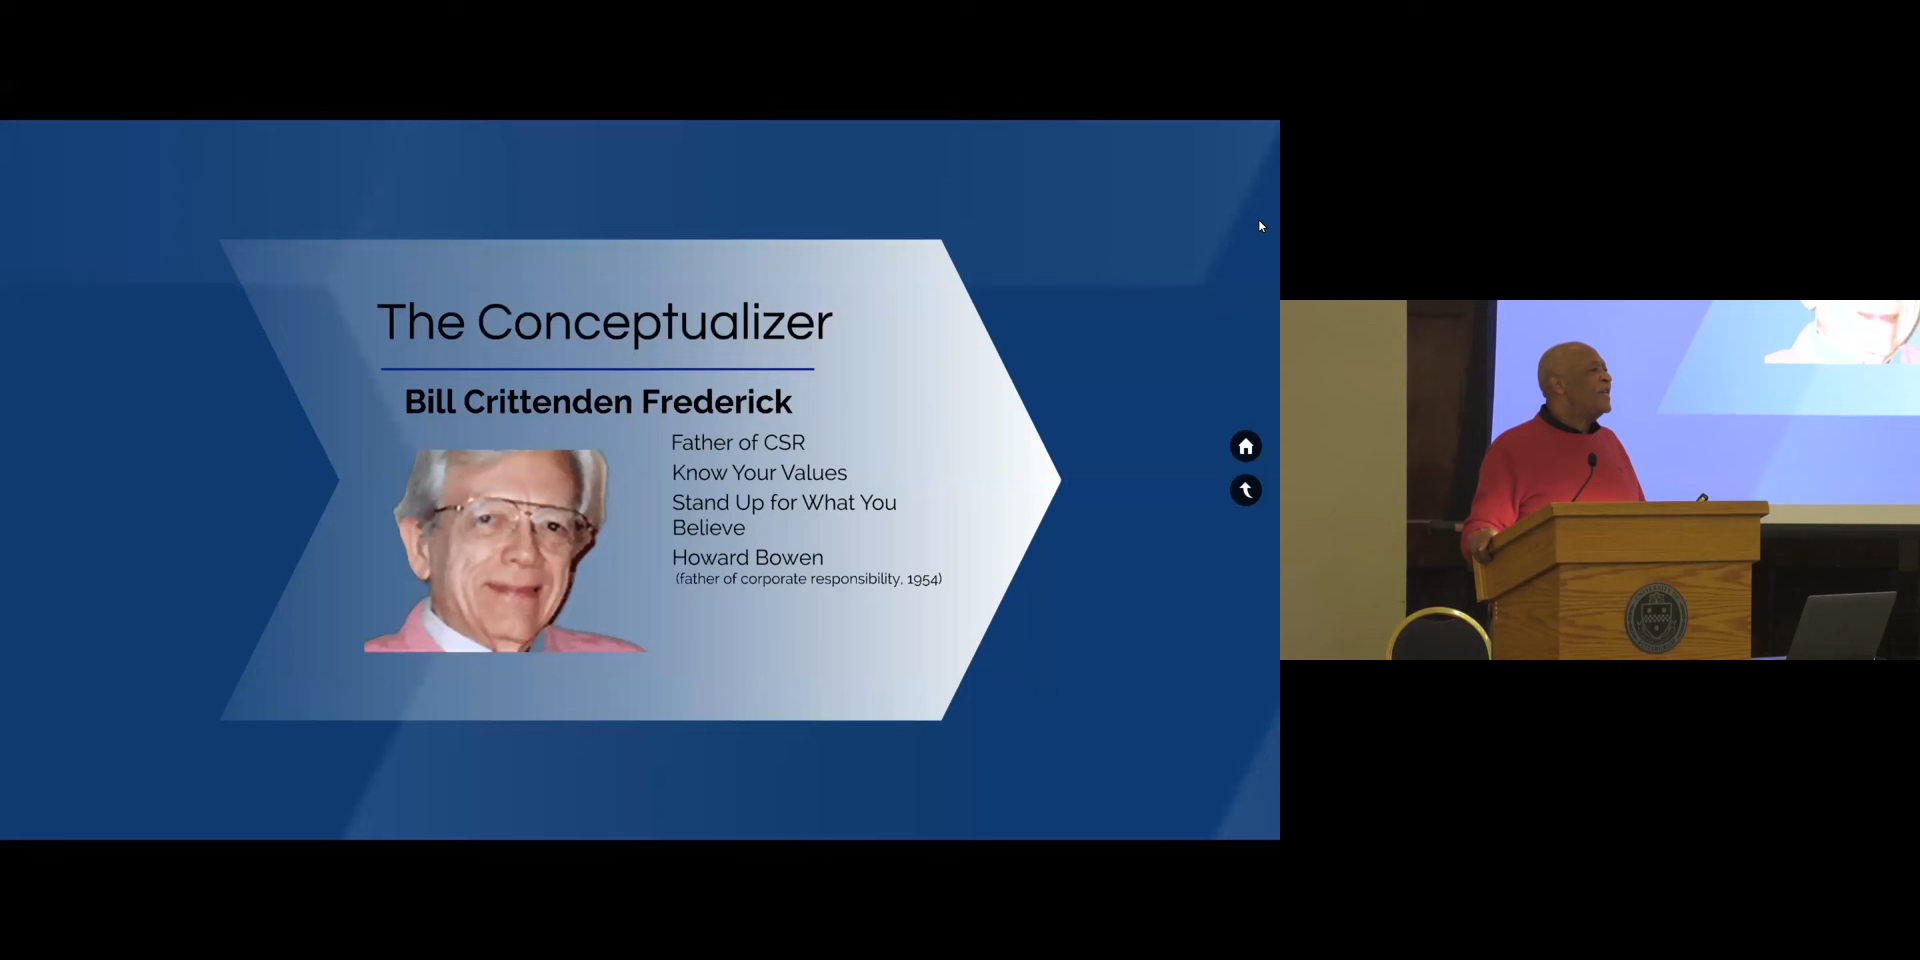 The Conceptualizer
Bill Crittenden Frederick
Father of CSR
Know Your Values
Stand Up for What You
Believe
Howard Bowen
(father of corporate responsibility, 1954)